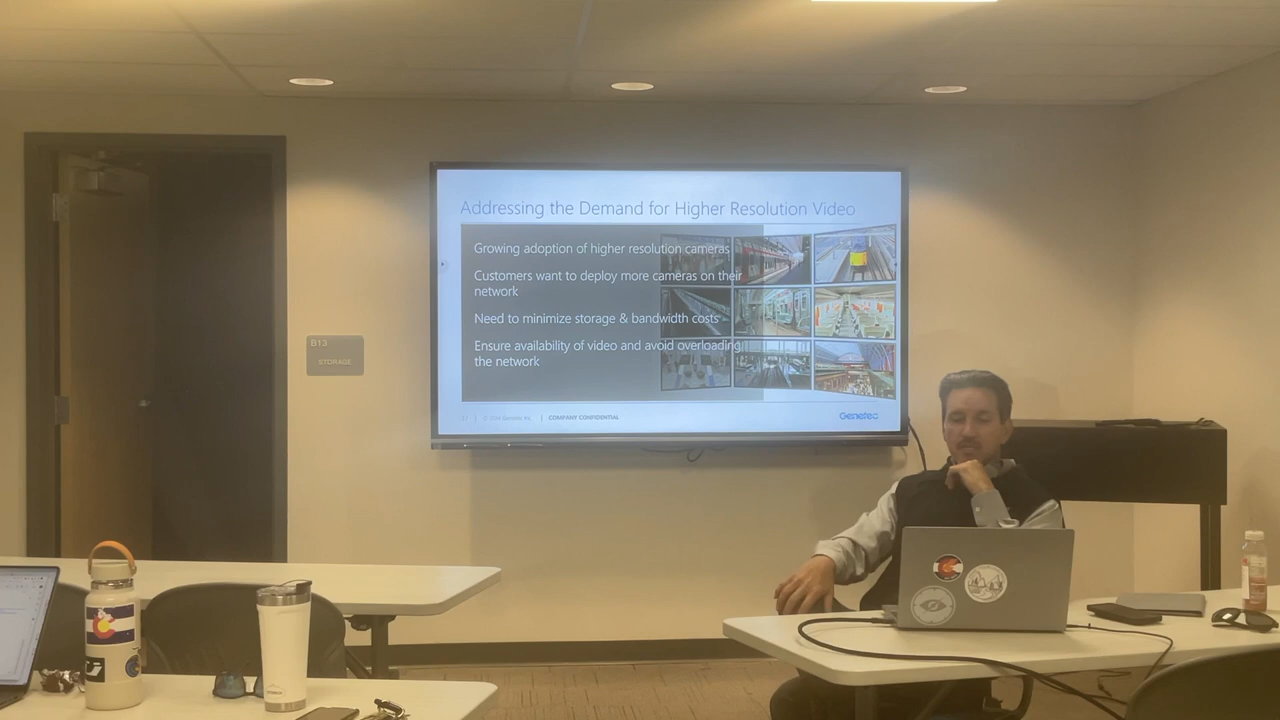 Addressing the Demand for Higher Resolution Video
Growing adoption of higher resolution cameras
Customers want to deploy more cameras on their
network
Need to minimize storage & bandwidth costs
Ensure availability of video and avoid overloading
the network
COMPANY CONFIDENTIAL
Genetec
B13
STORAGE